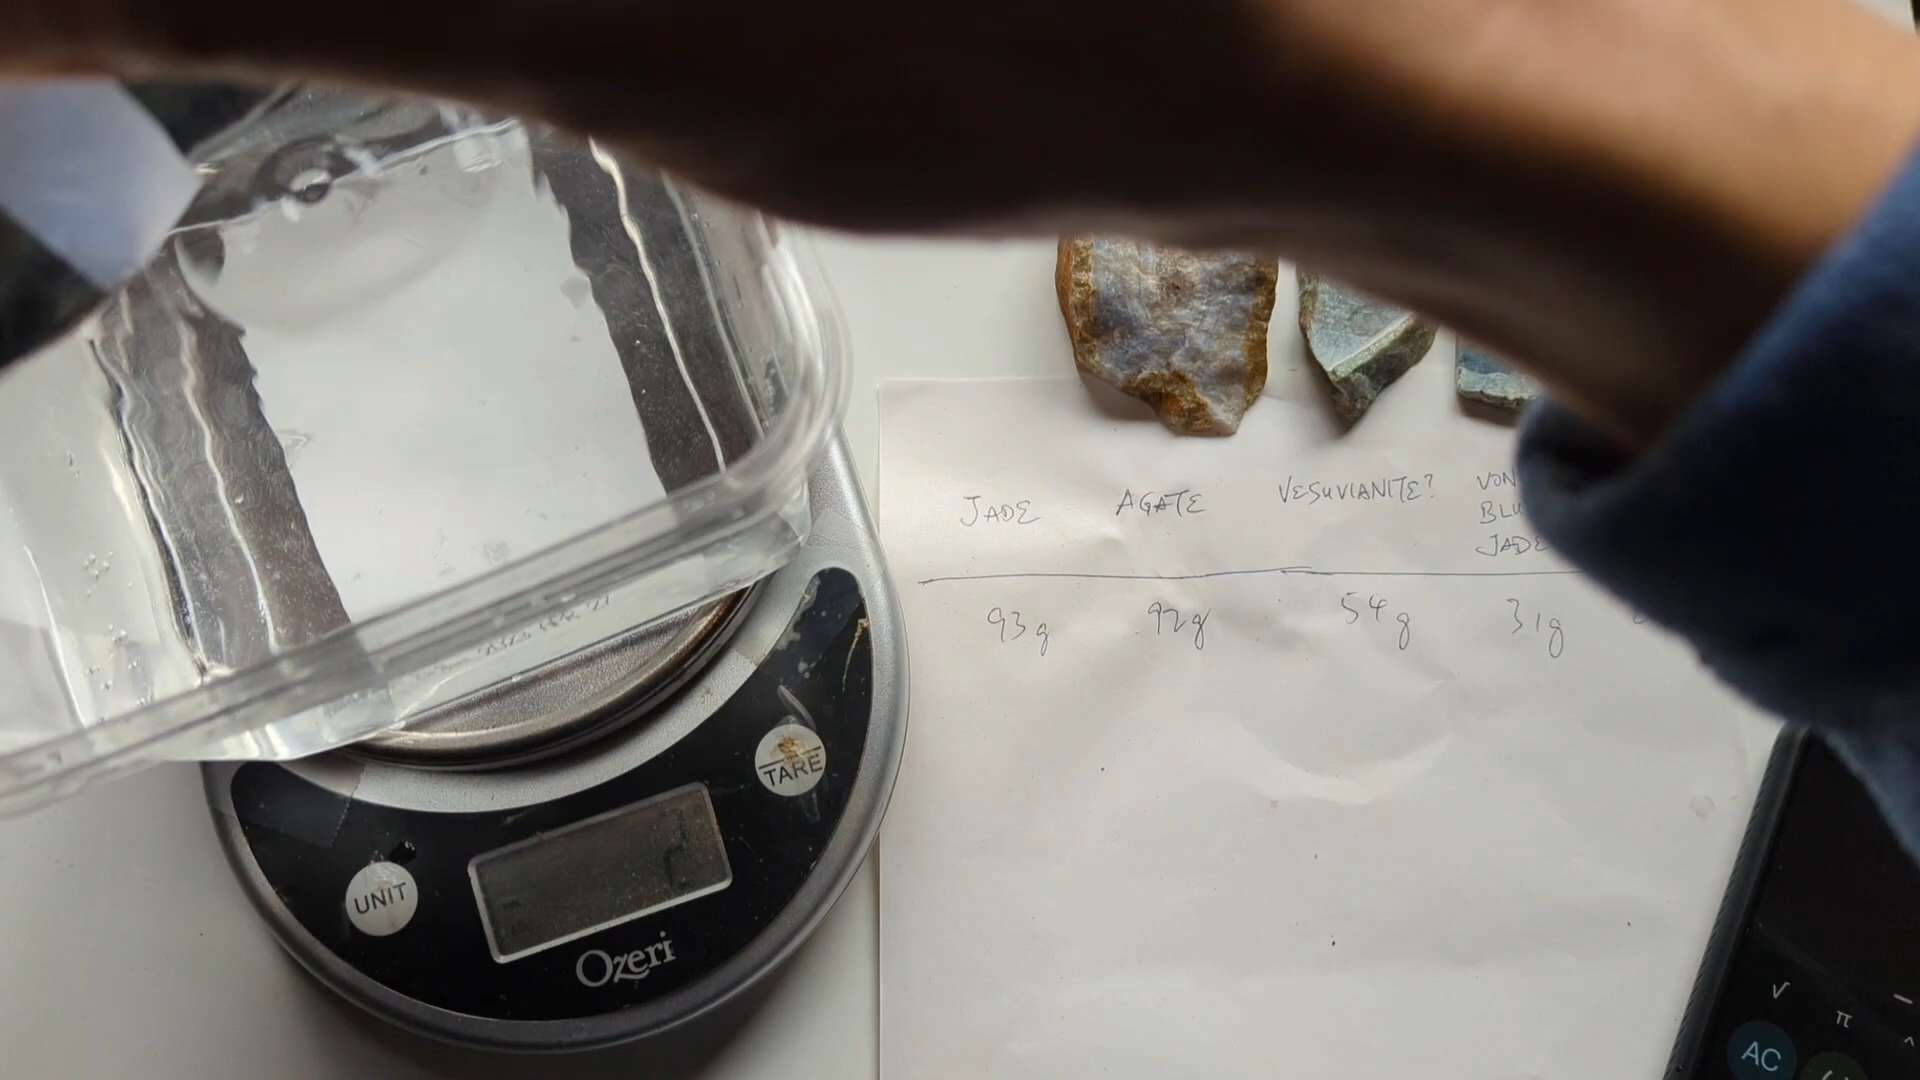 JADE AGATE VESUVIANITE? VON
BLU
JADE
93g 92g 54g 31g
TARE
UNIT
Ozeri
√
π
AC